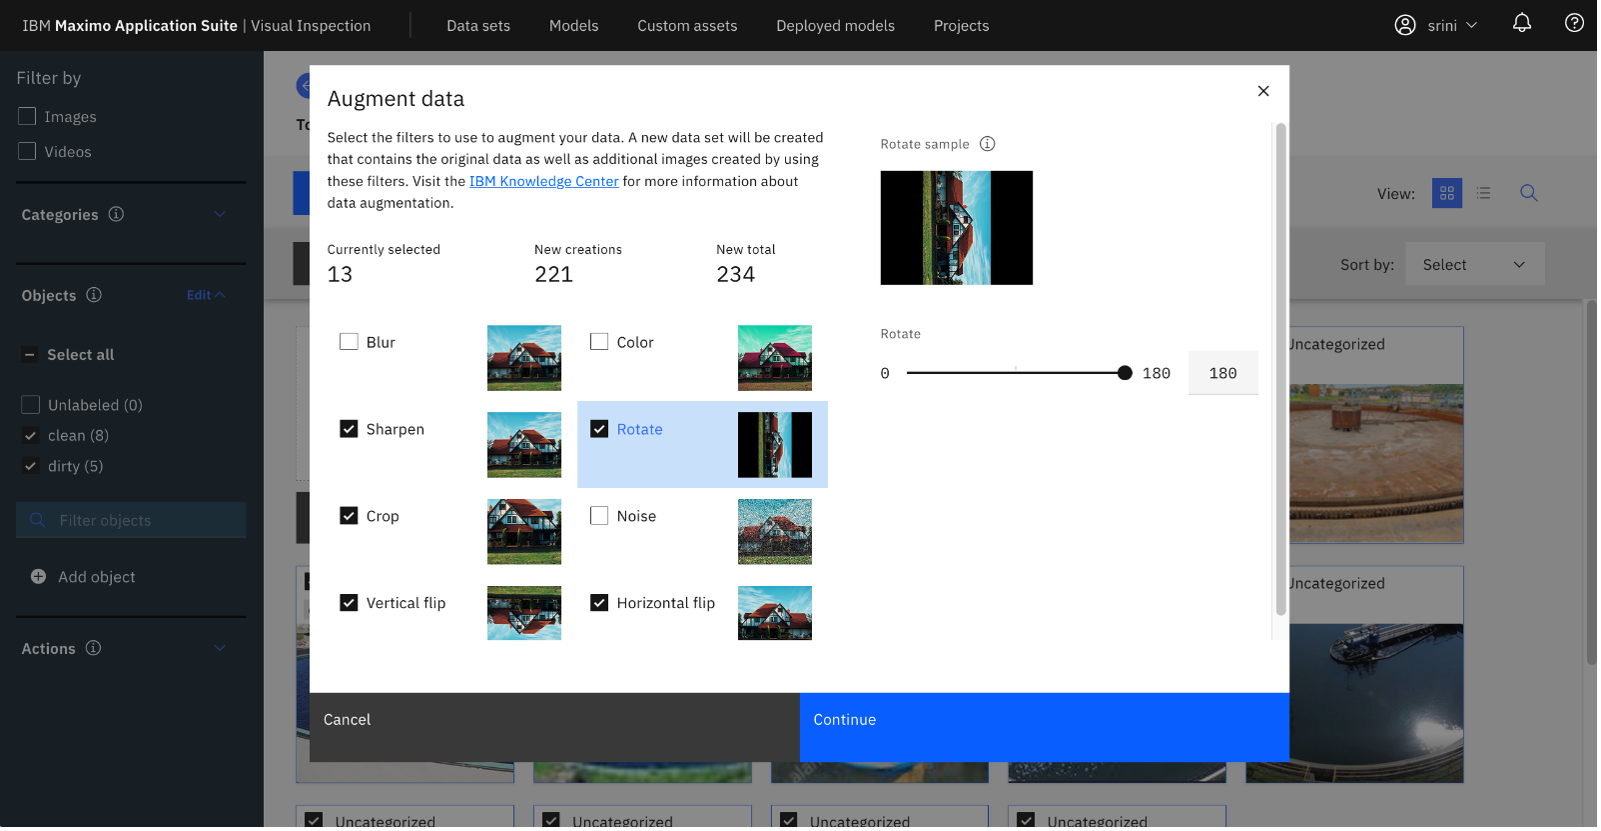 IBM Maximo Application Suite | Visual Inspection
Data sets
Models
Custom assets
Deployed models
Projects
srini
Filter by
Images
Videos
Categories
Objects
Edit
Select all
Unlabeled (0)
clean (8)
dirty (5)
Filter objects
Add object
Actions
Augment data
Select the filters to use to augment your data. A new data set will be created
that contains the original data as well as additional images created by using
these filters. Visit the IBM Knowledge Center for more information about
data augmentation.
Currently selected
13
New creations
221
New total
234
Blur
Color
Sharpen
Rotate
Crop
Noise
Vertical flip
Horizontal flip
Rotate sample
Rotate
0
180
180
Cancel
Continue
View:
Sort by:
Select
Uncategorized
Uncategorized
Uncategorized
Uncategorized
Uncategorized
Uncategorized